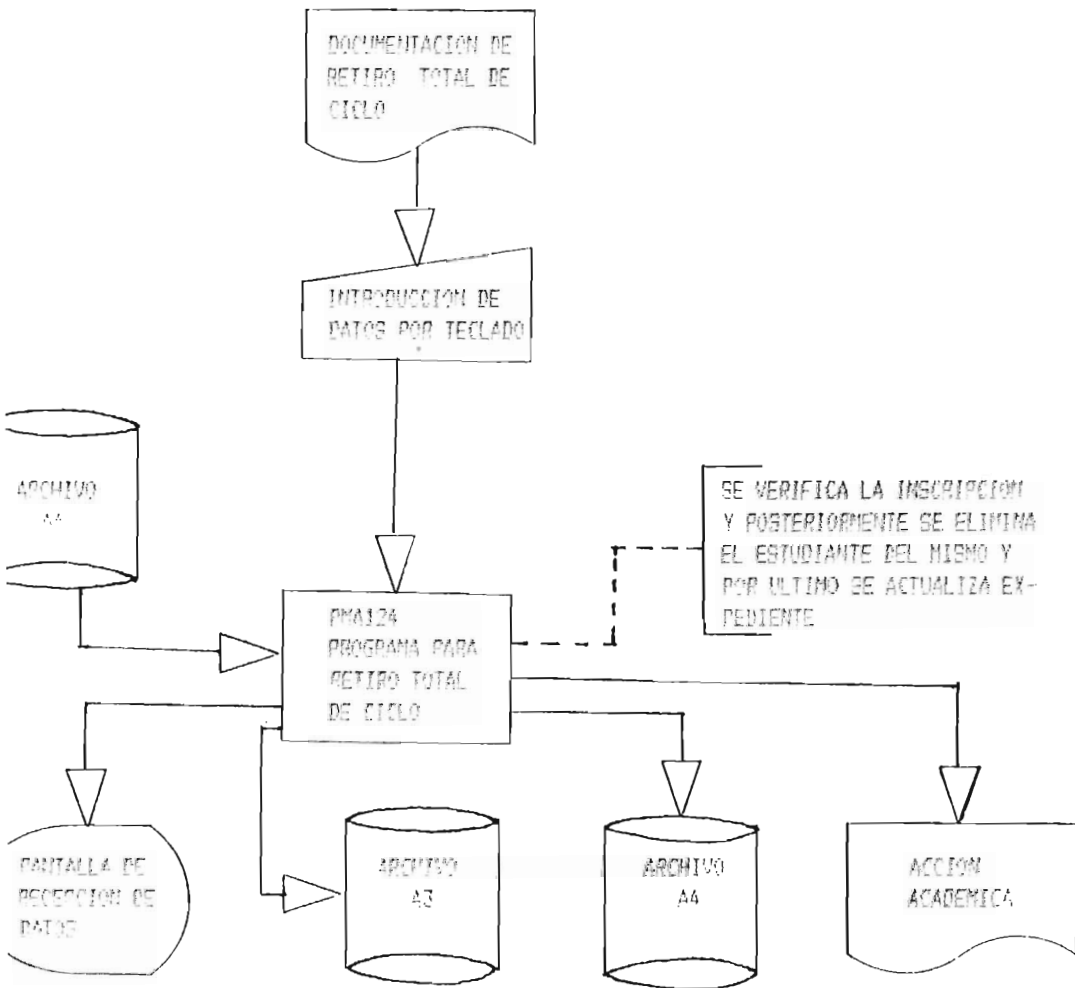 DOCUMENTACION DE
RETIRO TOTAL DE
CICLO
INTRODUCCION DE
DATOS POR TECLADO
ARCHIVO
A4
SE VERIFICA LA INSCRIPCION
Y POSTERIORMENTE SE ELIMINA
EL ESTUDIANTE DEL MISMO Y
POR ULTIMO SE ACTUALIZA EX-
PEDIENTE
PMA124
PROGRAMA PARA
RETIRO TOTAL
DE CICLO
PANTALLA DE
RECEPCION DE
DATOS
ARCHIVO
A3
ARCHIVO
A4
ACCION
ACADEMICA